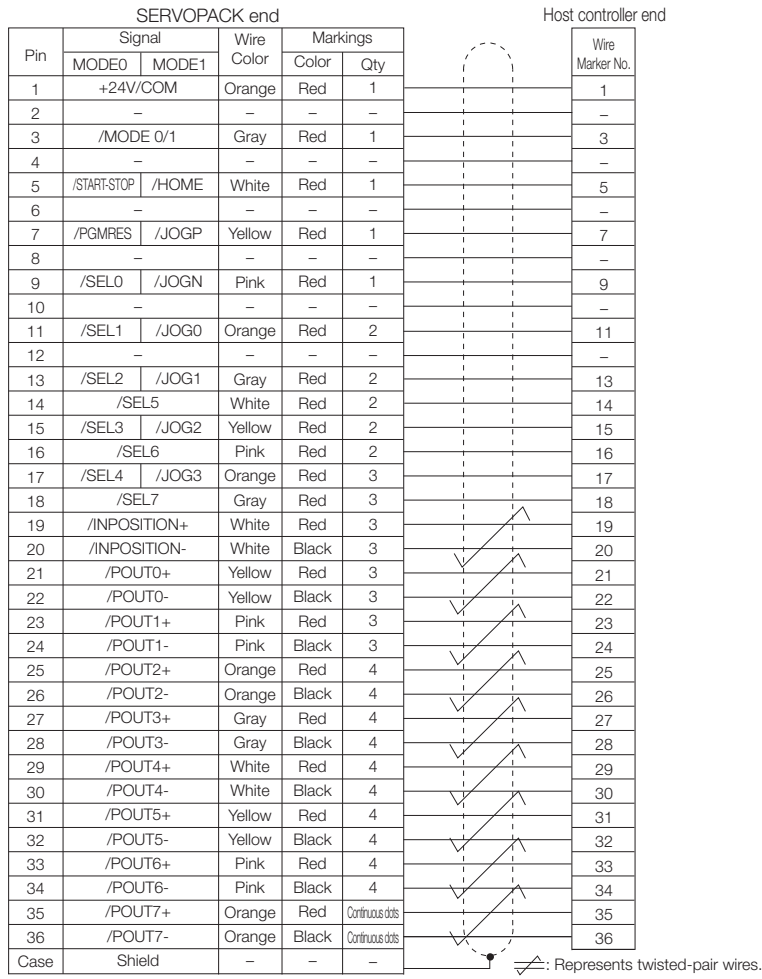 SERVOPACK end Host controller end
Pin Signal Wire Color Markings Wire Marker No.
MODE0 MODE1 Color Qty
1 +24V/COM Orange Red 1 1
2 – – – – –
3 /MODE 0/1 Gray Red 1 3
4 – – – – –
5 /START-STOP /HOME White Red 1 5
6 – – – – –
7 /PGMRES /JOGP Yellow Red 1 7
8 – – – – –
9 /SEL0 /JOGN Pink Red 1 9
10 – – – – –
11 /SEL1 /JOG0 Orange Red 2 11
12 – – – – –
13 /SEL2 /JOG1 Gray Red 2 13
14 /SEL5 White Red 2 14
15 /SEL3 /JOG2 Yellow Red 2 15
16 /SEL6 Pink Red 2 16
17 /SEL4 /JOG3 Orange Red 3 17
18 /SEL7 Gray Red 3 18
19 /INPOSITION+ White Red 3 19
20 /INPOSITION- White Black 3 20
21 /POUT0+ Yellow Red 3 21
22 /POUT0- Yellow Black 3 22
23 /POUT1+ Pink Red 3 23
24 /POUT1- Pink Black 3 24
25 /POUT2+ Orange Red 4 25
26 /POUT2- Orange Black 4 26
27 /POUT3+ Gray Red 4 27
28 /POUT3- Gray Black 4 28
29 /POUT4+ White Red 4 29
30 /POUT4- White Black 4 30
31 /POUT5+ Yellow Red 4 31
32 /POUT5- Yellow Black 4 32
33 /POUT6+ Pink Red 4 33
34 /POUT6- Pink Black 4 34
35 /POUT7+ Orange Red Continuous dots 35
36 /POUT7- Orange Black Continuous dots 36
Case Shield – – –
: Represents twisted-pair wires.